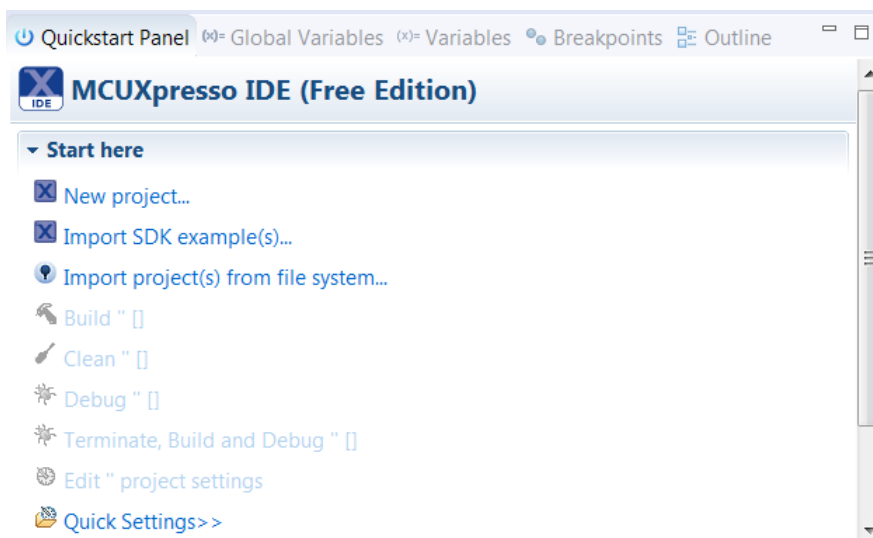 Quickstart Panel (x)= Global Variables (x)= Variables Breakpoints Outline
X IDE MCUXpresso IDE (Free Edition)
Start here
New project...
Import SDK example(s)...
Import project(s) from file system...
Build '' []
Clean '' []
Debug '' []
Terminate, Build and Debug '' []
Edit '' project settings
Quick Settings>>